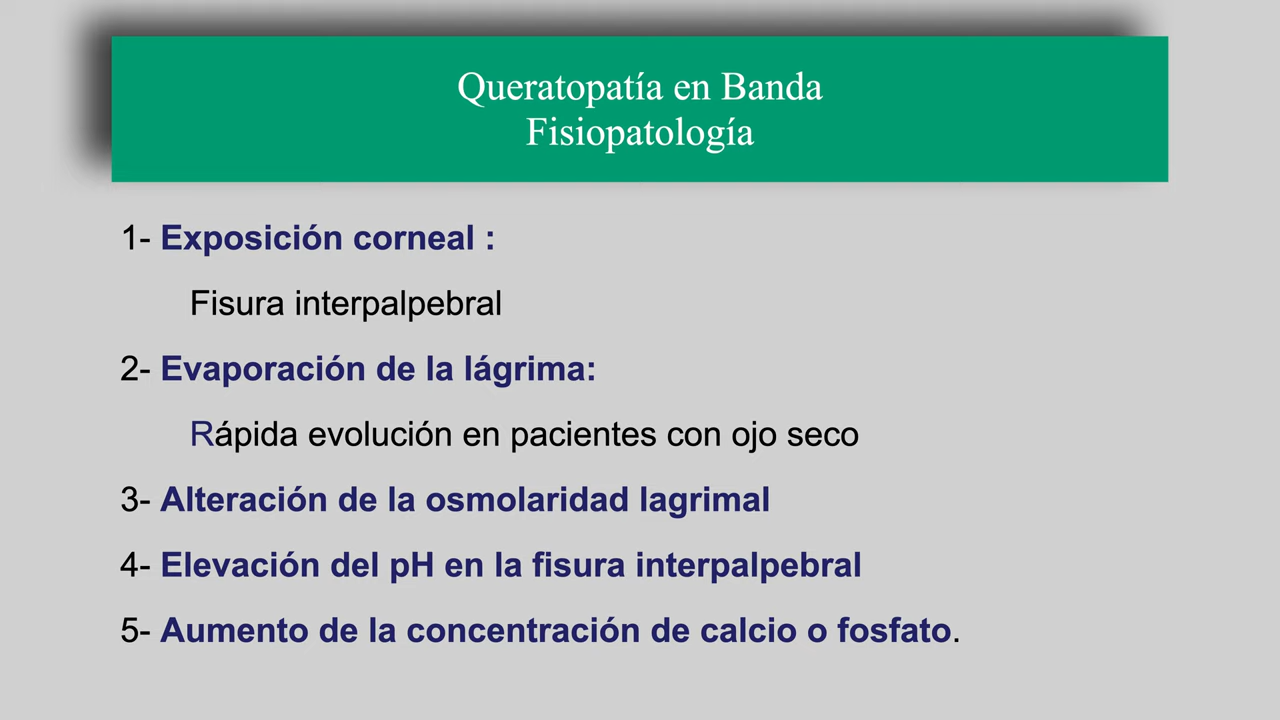 Queratopatía en Banda
Fisiopatología
1- Exposición corneal :
Fisura interpalpebral
2- Evaporación de la lágrima:
Rápida evolución en pacientes con ojo seco
3- Alteración de la osmolaridad lagrimal
4- Elevación del pH en la fisura interpalpebral
5- Aumento de la concentración de calcio o fosfato.